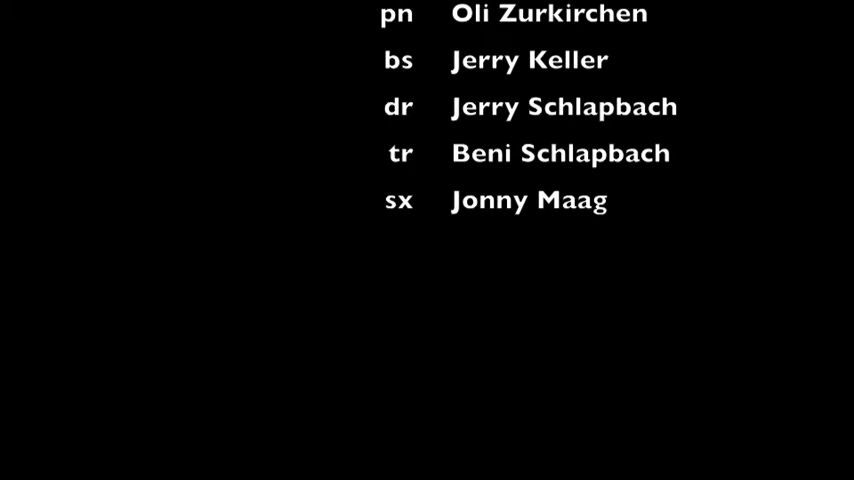 pn Oli Zurkirchen
bs Jerry Keller
dr Jerry Schlapbach
tr Beni Schlapbach
sx Jonny Maag